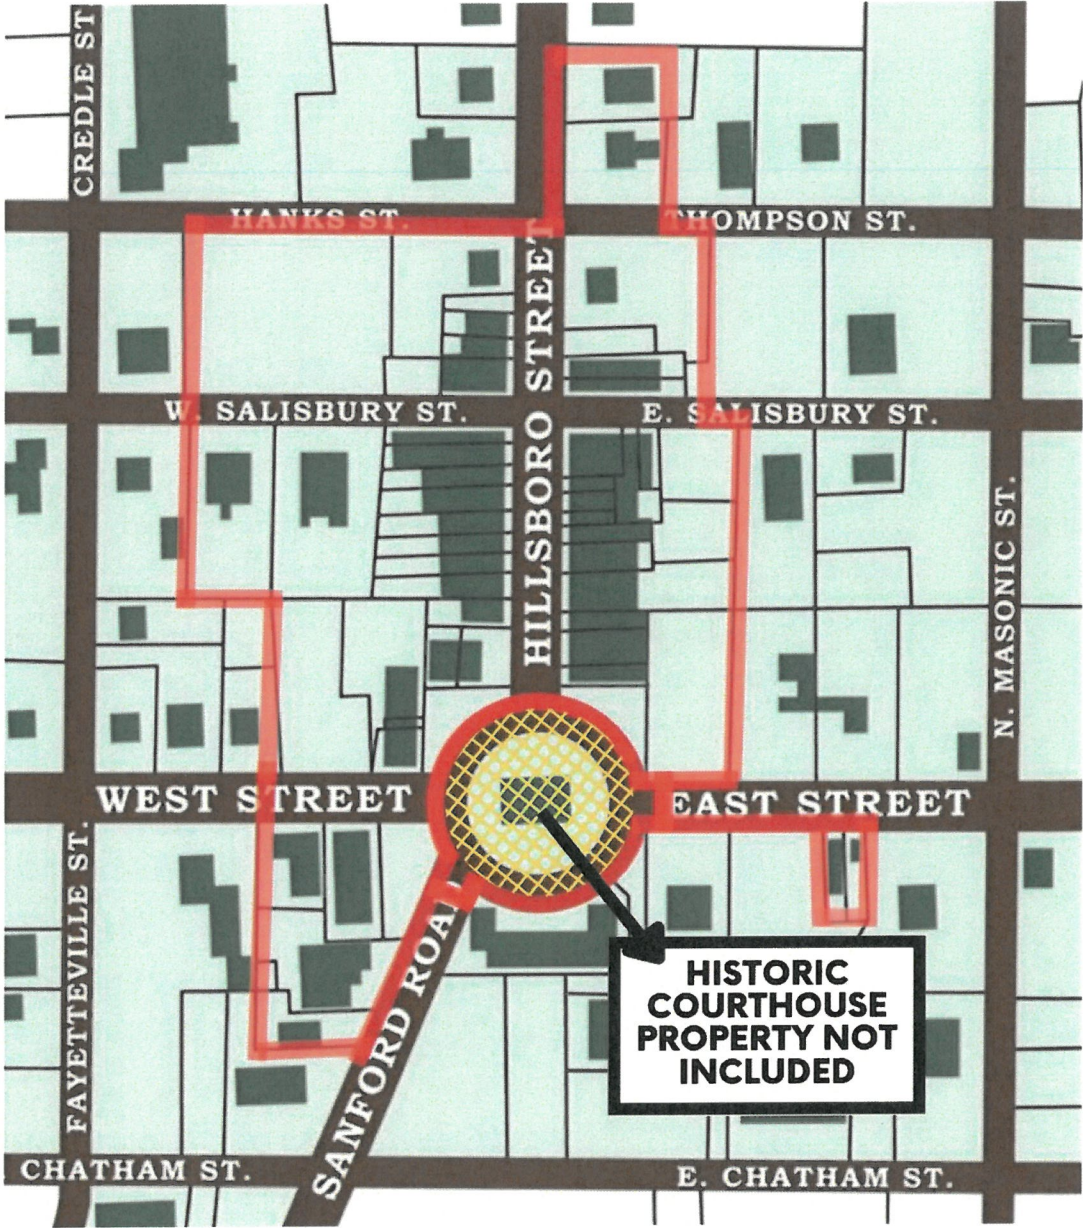 CREDLE ST
HANKS ST.
THOMPSON ST.
HILLSBORO STREET
W. SALISBURY ST.
E. SALISBURY ST.
N. MASONIC ST.
WEST STREET
EAST STREET
FAYETTEVILLE ST.
SANFORD ROAD
HISTORIC
COURTHOUSE
PROPERTY NOT
INCLUDED
CHATHAM ST.
E. CHATHAM ST.